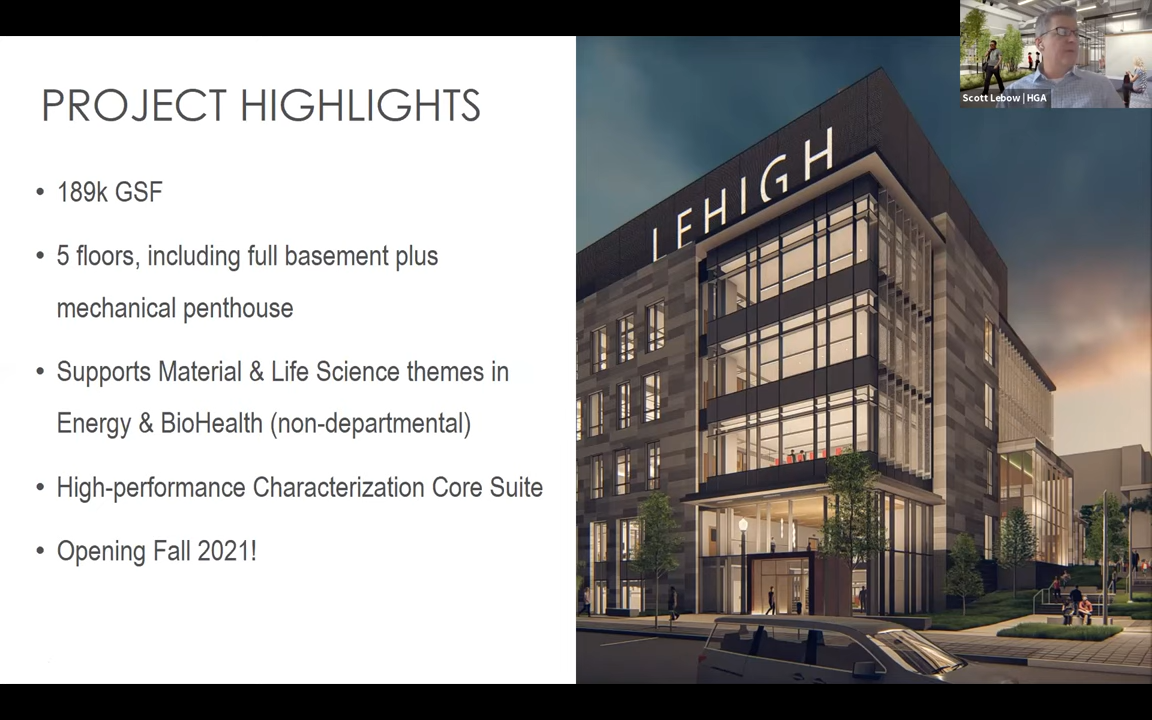 PROJECT HIGHLIGHTS
• 189k GSF
• 5 floors, including full basement plus
mechanical penthouse
• Supports Material & Life Science themes in
Energy & BioHealth (non-departmental)
• High-performance Characterization Core Suite
• Opening Fall 2021!
LEHIGH
Scott Lebow | HGA